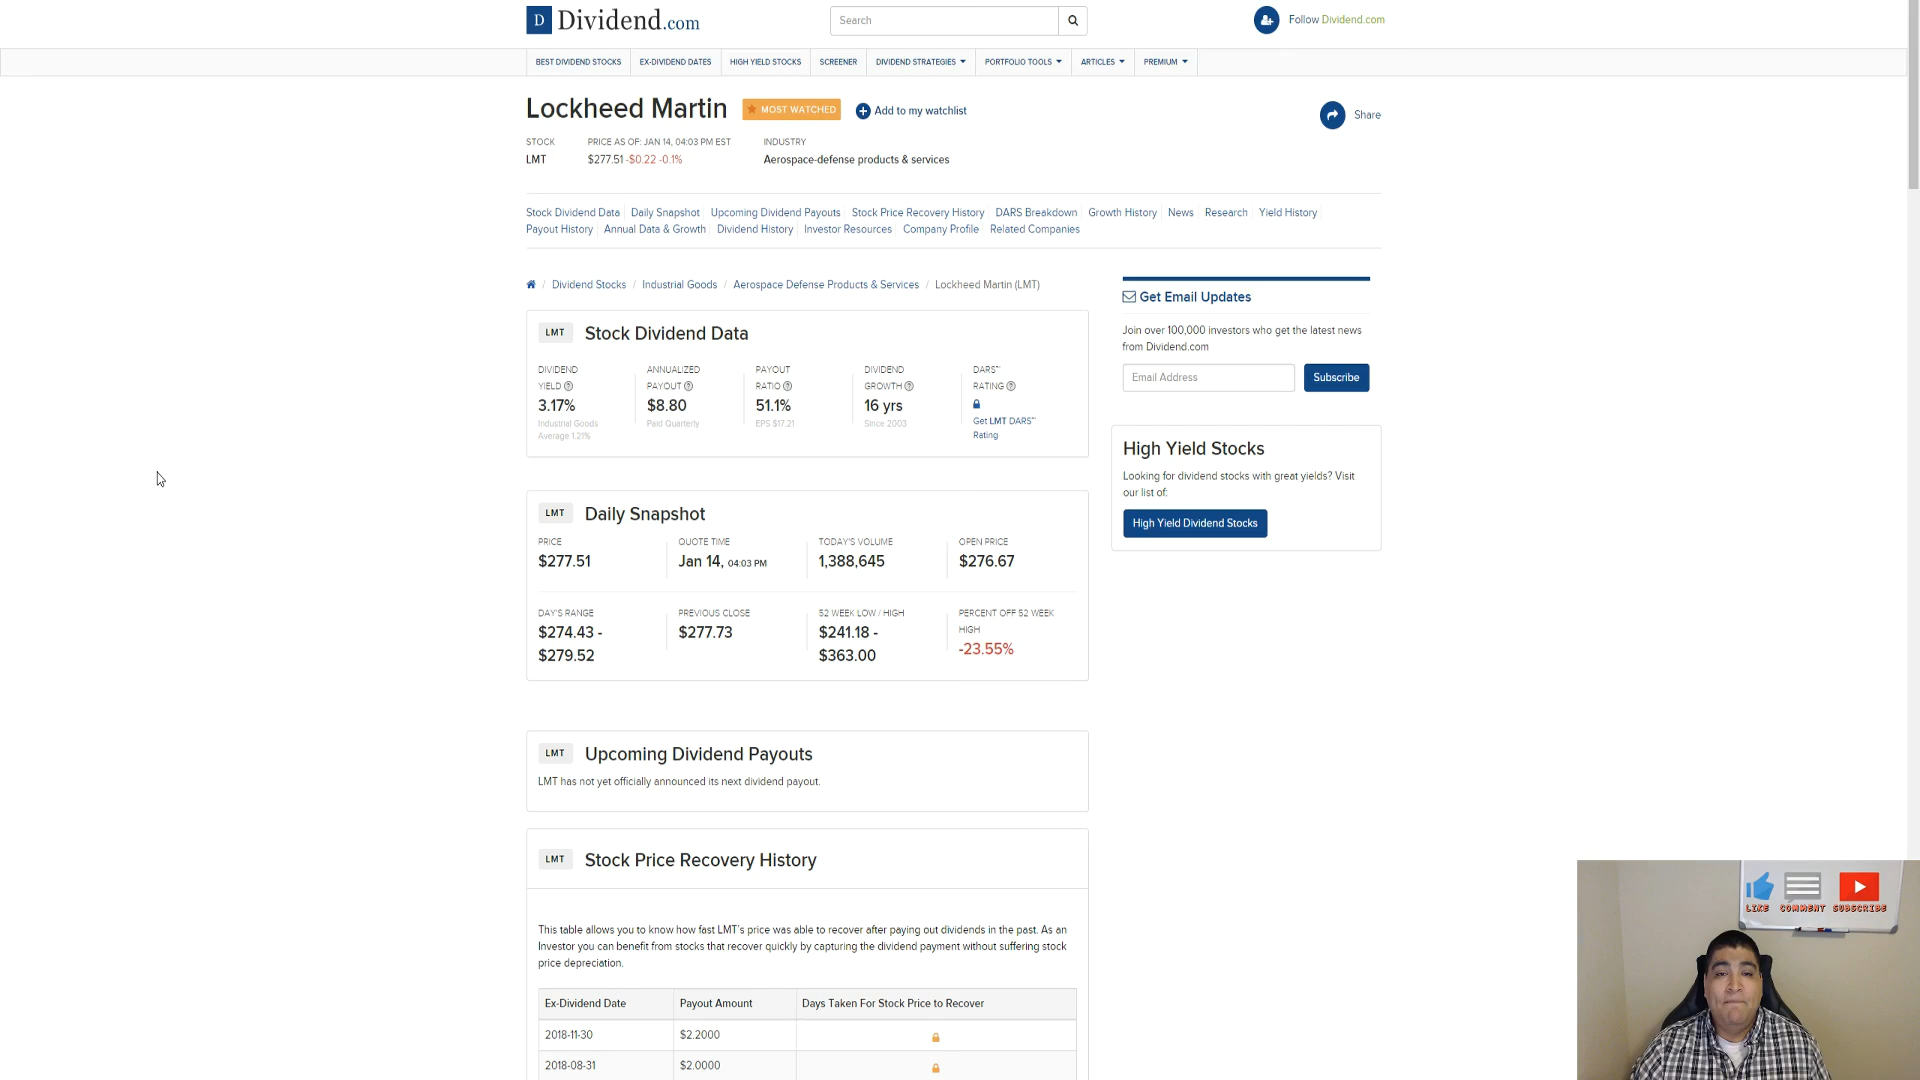 D Dividend.com
Search
Follow Dividend.com
BEST DIVIDEND STOCKS EX-DIVIDEND DATES HIGH YIELD STOCKS SCREENER DIVIDEND STRATEGIES PORTFOLIO TOOLS ARTICLES PREMIUM
Lockheed Martin MOST WATCHED Add to my watchlist
Share
STOCK PRICE AS OF: JAN 14, 04:03 PM EST INDUSTRY
LMT $277.51 -$0.22 -0.1% Aerospace-defense products & services
Stock Dividend Data Daily Snapshot Upcoming Dividend Payouts Stock Price Recovery History DARS Breakdown Growth History News Research Yield History
Payout History Annual Data & Growth Dividend History Investor Resources Company Profile Related Companies
/ Dividend Stocks / Industrial Goods / Aerospace Defense Products & Services / Lockheed Martin (LMT)
LMT Stock Dividend Data
DIVIDEND ANNUALIZED PAYOUT DIVIDEND DARS™
YIELD PAYOUT RATIO GROWTH RATING
3.17% $8.80 51.1% 16 yrs
Industrial Goods Paid Quarterly EPS $17.21 Since 2003 Get LMT DARS™
Average 1.21% Rating
Get Email Updates
Join over 100,000 investors who get the latest news
from Dividend.com
Email Address Subscribe
High Yield Stocks
Looking for dividend stocks with great yields? Visit
our list of:
High Yield Dividend Stocks
LMT Daily Snapshot
PRICE QUOTE TIME TODAY'S VOLUME OPEN PRICE
$277.51 Jan 14, 04:03 PM 1,388,645 $276.67
DAY'S RANGE PREVIOUS CLOSE 52 WEEK LOW / HIGH PERCENT OFF 52 WEEK
HIGH
$274.43 - $277.73 $241.18 -
$279.52 $363.00 -23.55%
LMT Upcoming Dividend Payouts
LMT has not yet officially announced its next dividend payout.
LMT Stock Price Recovery History
This table allows you to know how fast LMT's price was able to recover after paying out dividends in the past. As an
Investor you can benefit from stocks that recover quickly by capturing the dividend payment without suffering stock
price depreciation.
Ex-Dividend Date Payout Amount Days Taken For Stock Price to Recover
2018-11-30 $2.2000
2018-08-31 $2.0000
LIKE COMMENT SUBSCRIBE